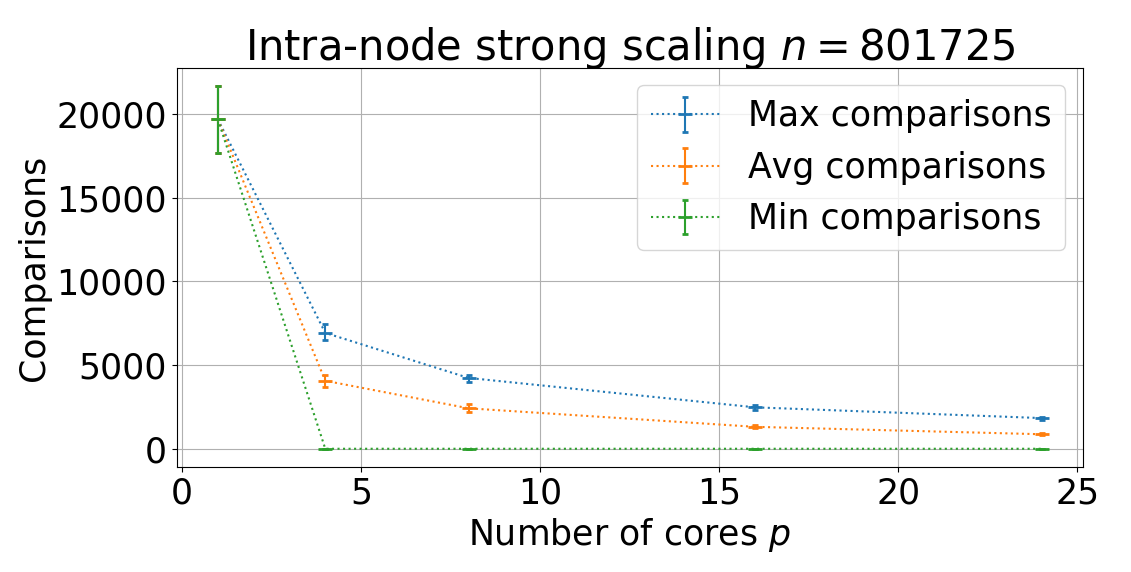 Intra-node strong scaling n = 801725
Comparisons
20000
15000
10000
5000
0
Max comparisons
Avg comparisons
Min comparisons
0 5 10 15 20 25
Number of cores p